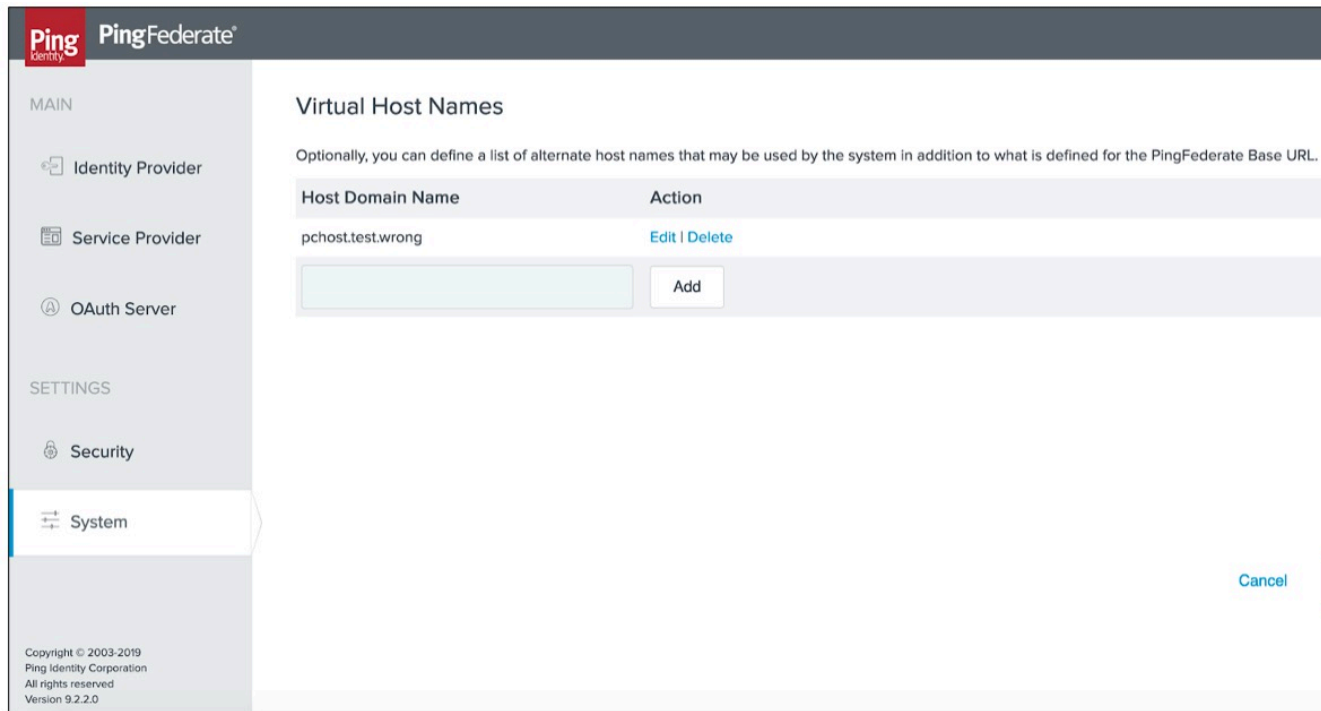 Ping
Identity
PingFederate®
MAIN
Identity Provider
Service Provider
OAuth Server
SETTINGS
Security
System
Copyright © 2003-2019
Ping Identity Corporation
All rights reserved
Version 9.2.2.0
Virtual Host Names
Optionally, you can define a list of alternate host names that may be used by the system in addition to what is defined for the PingFederate Base URL.
Host Domain Name Action
pchost.test.wrong Edit | Delete
Add
Cancel